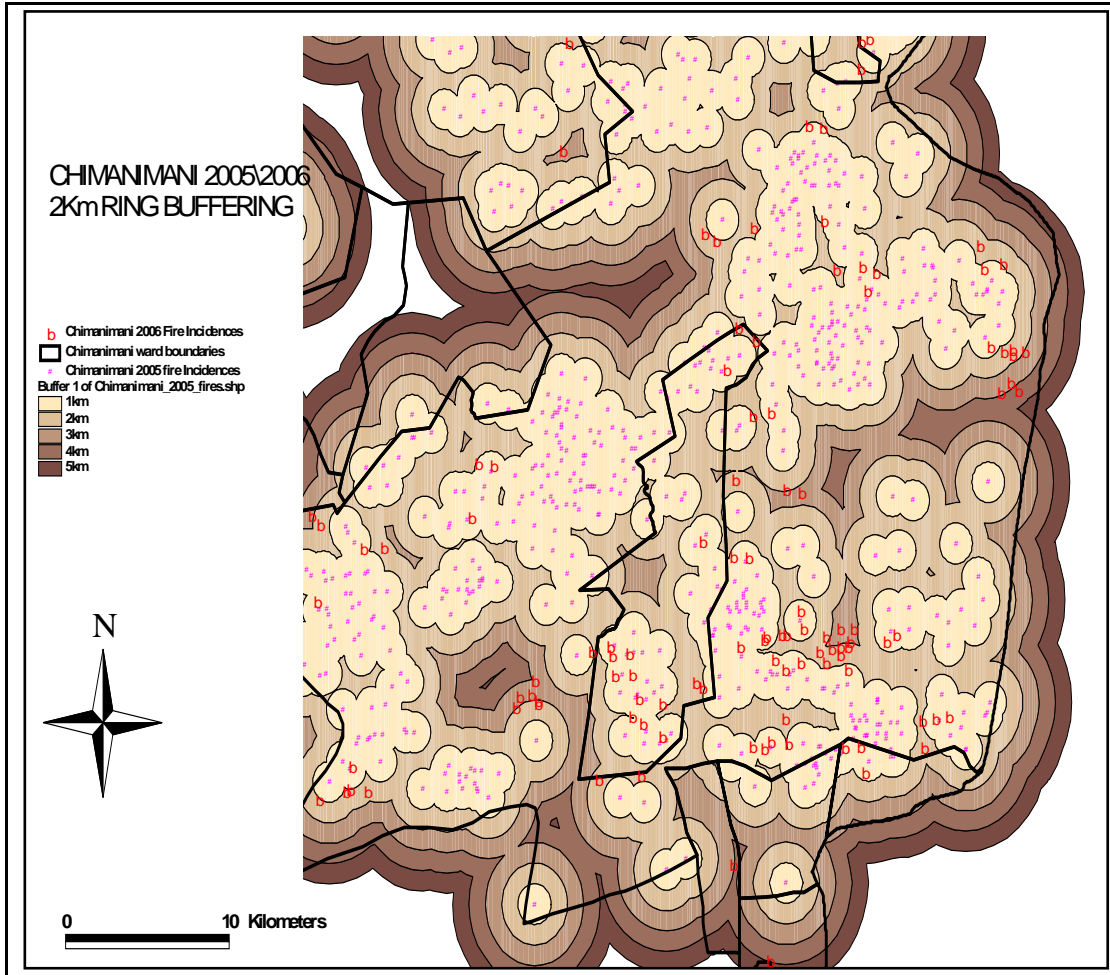 CHIMANIMANI 2005\2006
2Km RING BUFFERING
b Chimanimani 2006 Fire Incidences
Chimanimani ward boundaries
# Chimanimani 2005 fire Incidences
Buffer 1 of Chimanimani_2005_fires.shp
1km
2km
3km
4km
5km
N
0 10 Kilometers